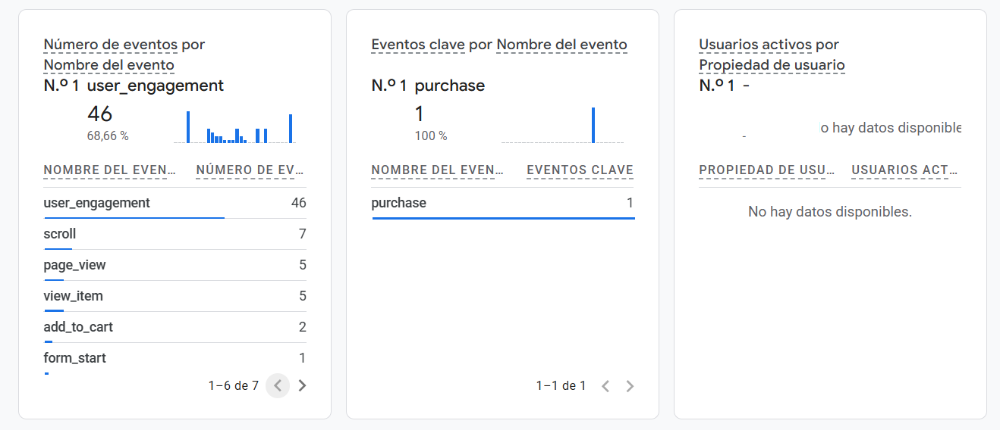 Número de eventos por
Nombre del evento
N.º 1 user_engagement
46
68,66 %
NOMBRE DEL EVEN… NÚMERO DE EV…
user_engagement 46
scroll 7
page_view 5
view_item 5
add_to_cart 2
form_start 1
1–6 de 7
Eventos clave por Nombre del evento
N.º 1 purchase
1
100 %
NOMBRE DEL EVEN… EVENTOS CLAVE
purchase 1
1–1 de 1
Usuarios activos por
Propiedad de usuario
N.º 1 -
-
o hay datos disponible
PROPIEDAD DE USU… USUARIOS ACT…
No hay datos disponibles.